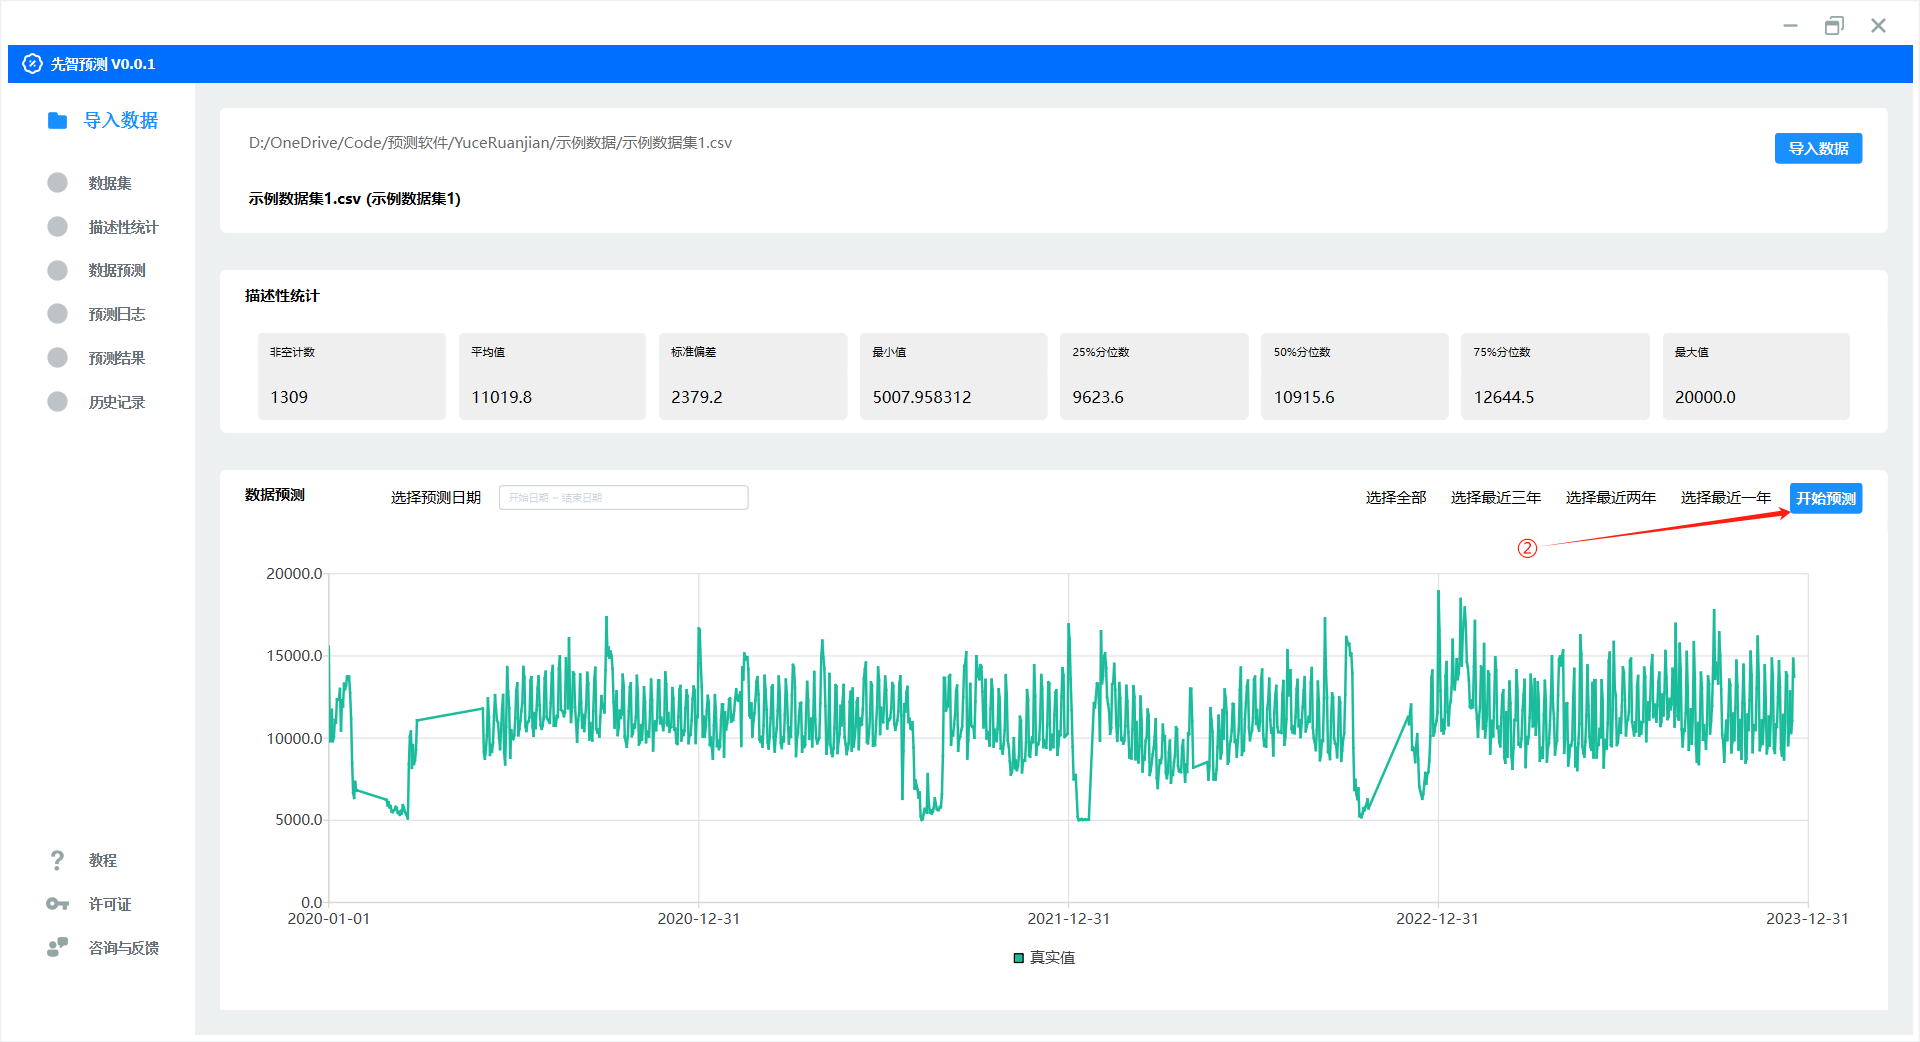 先智预测 V0.0.1
导入数据
数据集
描述性统计
数据预测
预测日志
预测结果
历史记录
教程
许可证
咨询与反馈
D:/OneDrive/Code/预测软件/YuceRuanjian/示例数据/示例数据集1.csv
导入数据
示例数据集1.csv (示例数据集1)
描述性统计
非空计数 平均值 标准偏差 最小值 25%分位数 50%分位数 75%分位数 最大值
1309 11019.8 2379.2 5007.958312 9623.6 10915.6 12644.5 20000.0
数据预测 选择预测日期 开始日期 ~ 结束日期 选择全部 选择最近三年 选择最近两年 选择最近一年 开始预测
②
20000.0
15000.0
10000.0
5000.0
0.0
2020-01-01 2020-12-31 2021-12-31 2022-12-31 2023-12-31
真实值